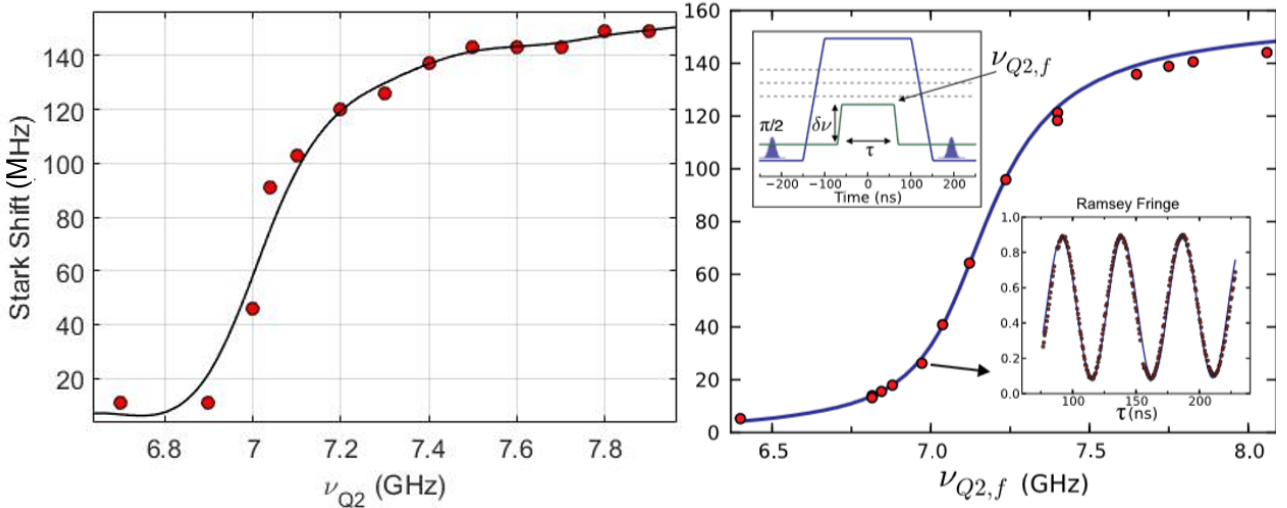 Stark Shift (MHz)
140
120
100
80
60
40
20
6.8 7 7.2 7.4 7.6 7.8
ν_Q2 (GHz)
160
140
120
100
80
60
40
20
0
6.5 7.0 7.5 8.0
ν_Q2,f (GHz)
ν_Q2,f
π/2
δν
τ
−200 −100 0 100 200
Time (ns)
Ramsey Fringe
1.0
0.8
0.6
0.4
0.2
0.0
100 150 200
τ(ns)